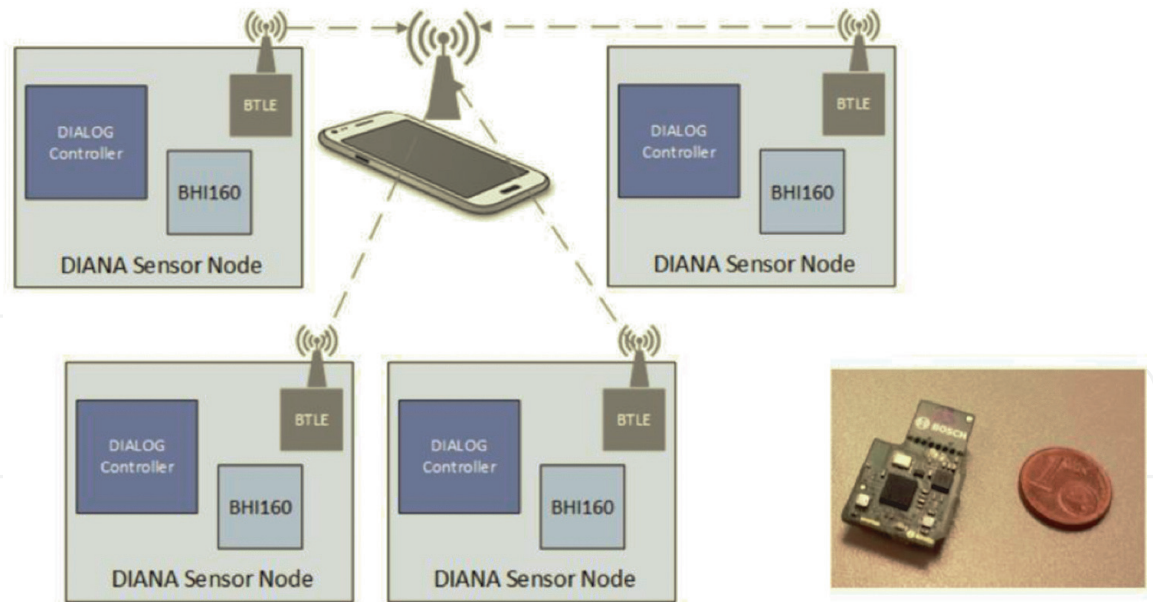 BTLE
DIALOG
Controller
BHI160
DIANA Sensor Node
BTLE
DIALOG
Controller
BHI160
DIANA Sensor Node
BTLE
DIALOG
Controller
BHI160
DIANA Sensor Node
BTLE
DIALOG
Controller
BHI160
DIANA Sensor Node
BOSCH
1